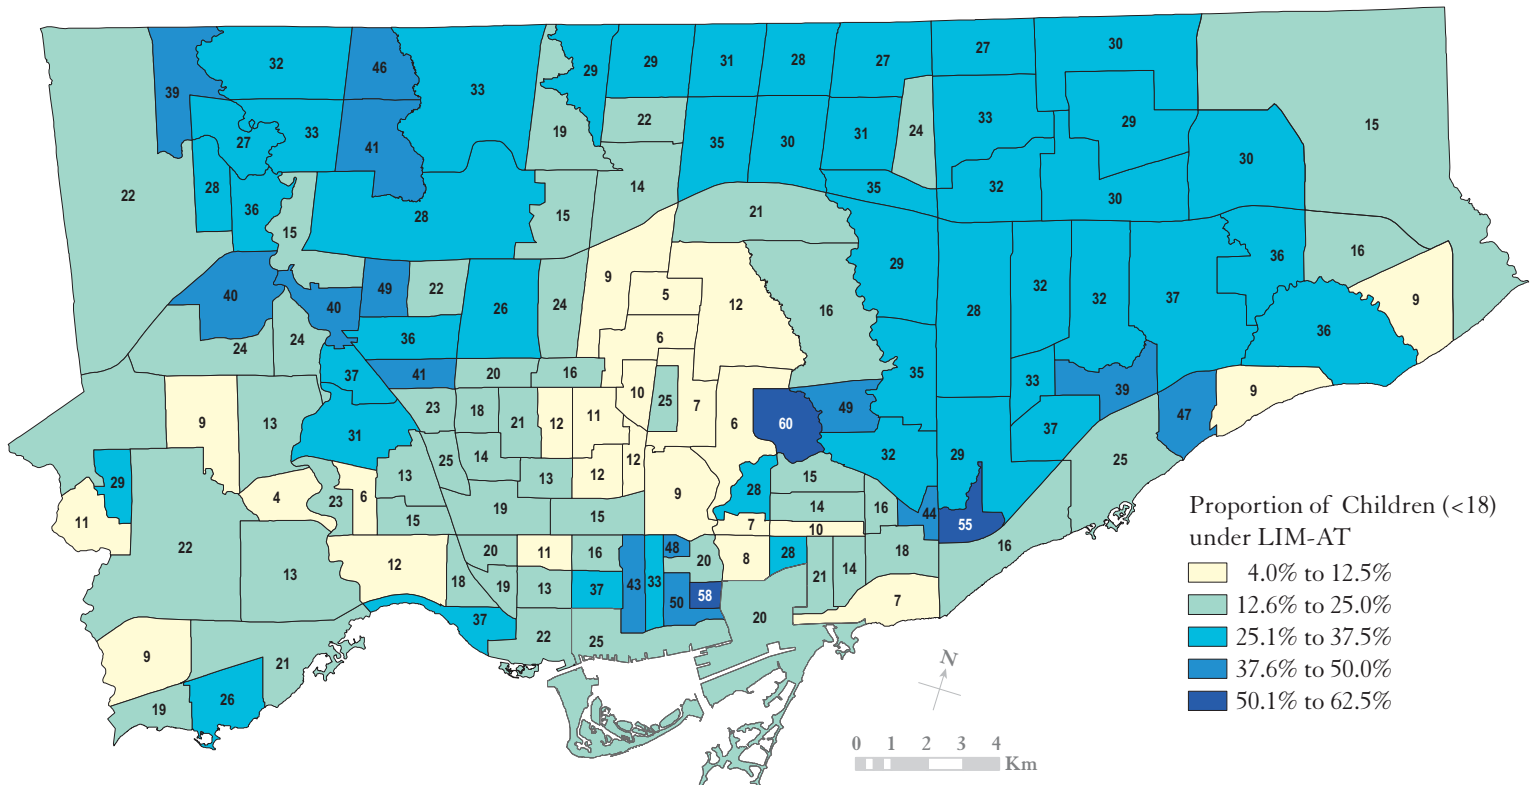 27 30
32 46 33 29 29 31 28 27
39
15
27 33 41 19 22 35 30 31 24 33 29
30
22 28 36 15 28 15 14 21 35 32 30
40 40 49 22 26 24 9 5 12 16 29 28 32 32 37 36 16 9
24 24 36 6 36
37 41 20 16 10 25 7 35 33 39 9
9 13 31 23 18 21 12 11 6 60 49 37 47
25 14 12 32 29 25
29 13 13 12 28 15
11 4 23 6 15 19 15 9 14 16 44 55
7 10 16
22 13 12 20 11 16 48 20 8 28 18
18 19 13 37 43 33 50 58 21 14 7
37 22 25 20
9 21
19 26
Proportion of Children (<18)
under LIM-AT
4.0% to 12.5%
12.6% to 25.0%
25.1% to 37.5%
37.6% to 50.0%
50.1% to 62.5%
N
0 1 2 3 4
Km